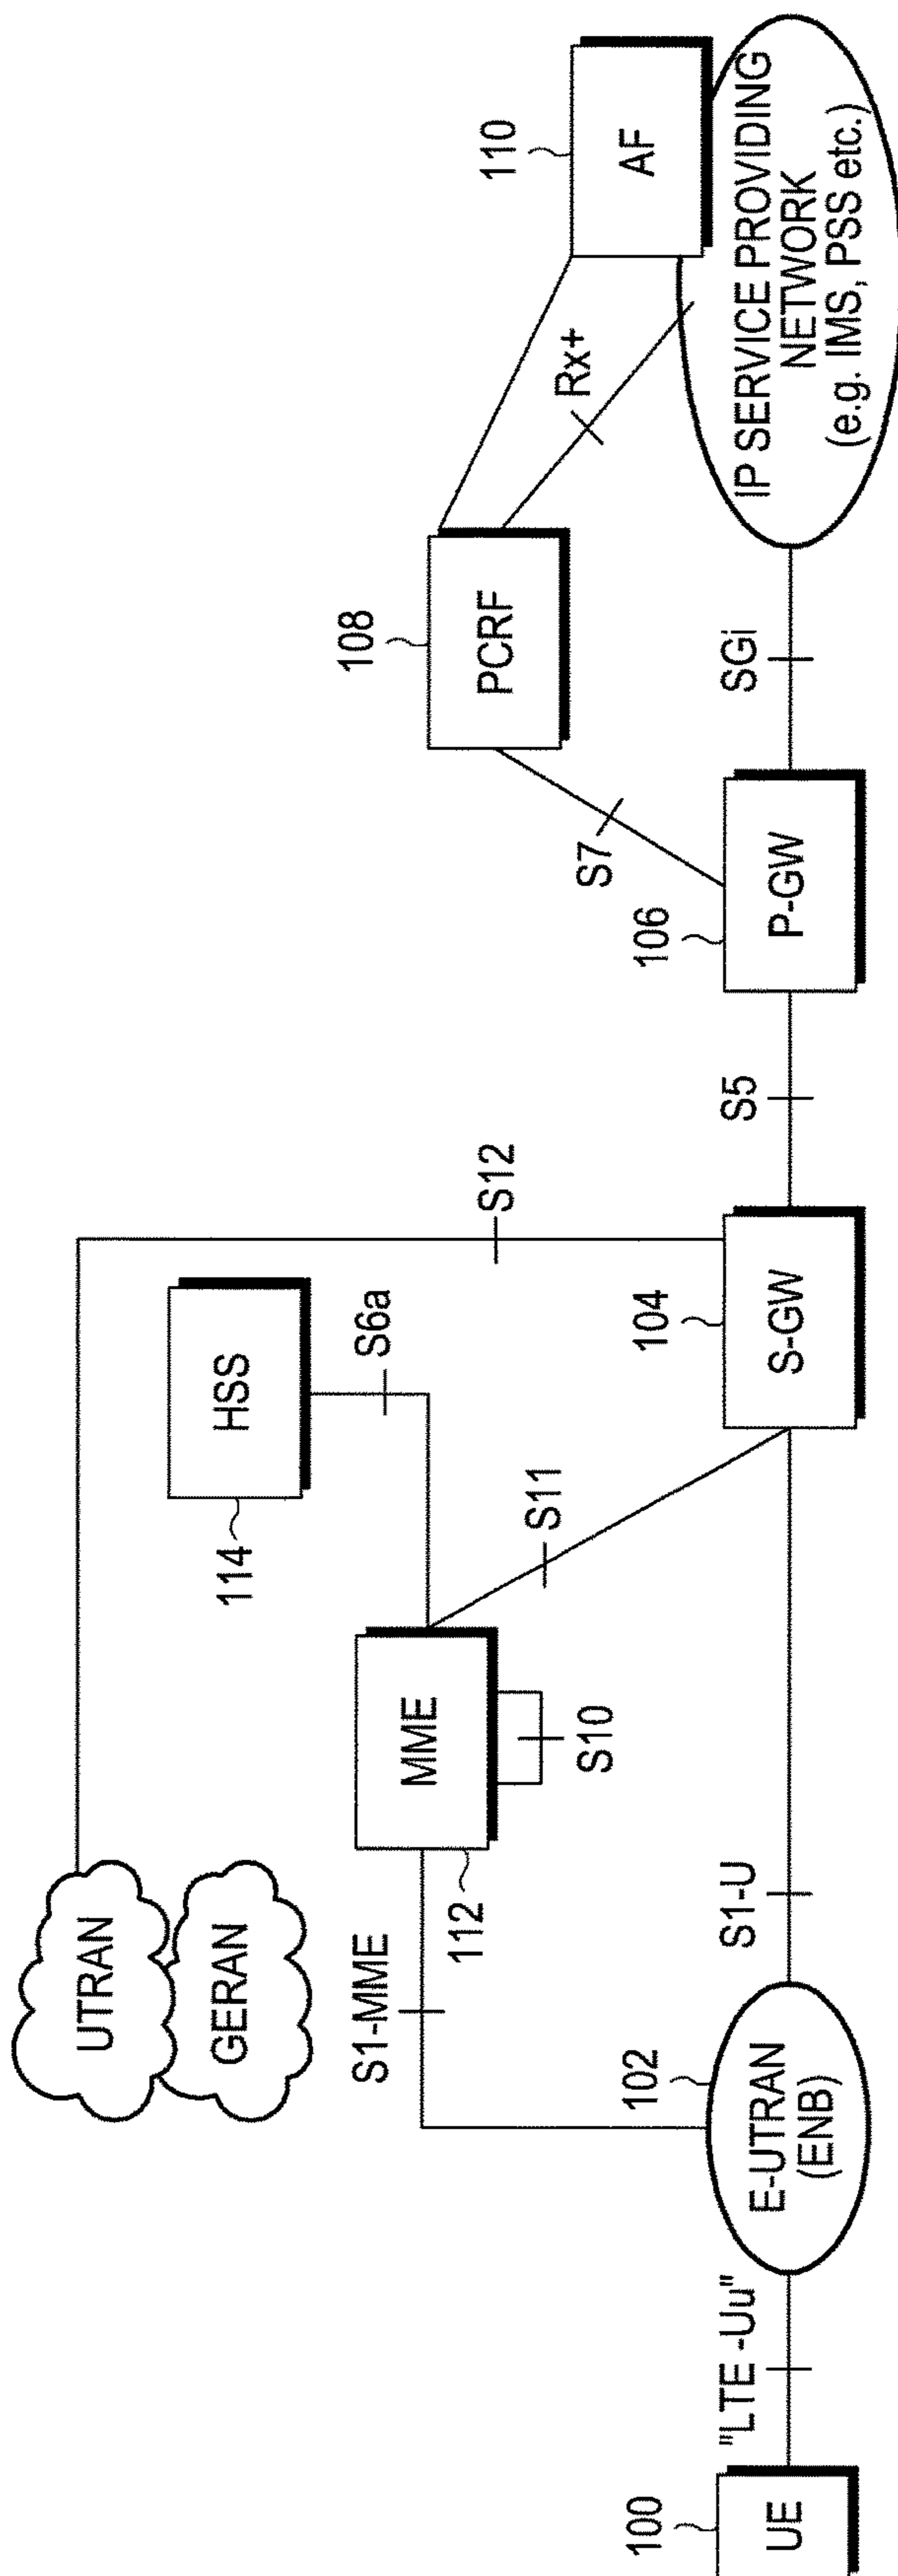 UTRAN
GERAN
114
HSS
S6a
S12
S1-MME
112
MME
S10
S11
108
PCRF
Rx+
110
AF
100
UE
"LTE -Uu"
102
E-UTRAN
(ENB)
S1-U
104
S-GW
S5
106
P-GW
S7
SGi
IP SERVICE PROVIDING
NETWORK
(e.g. IMS, PSS etc.)